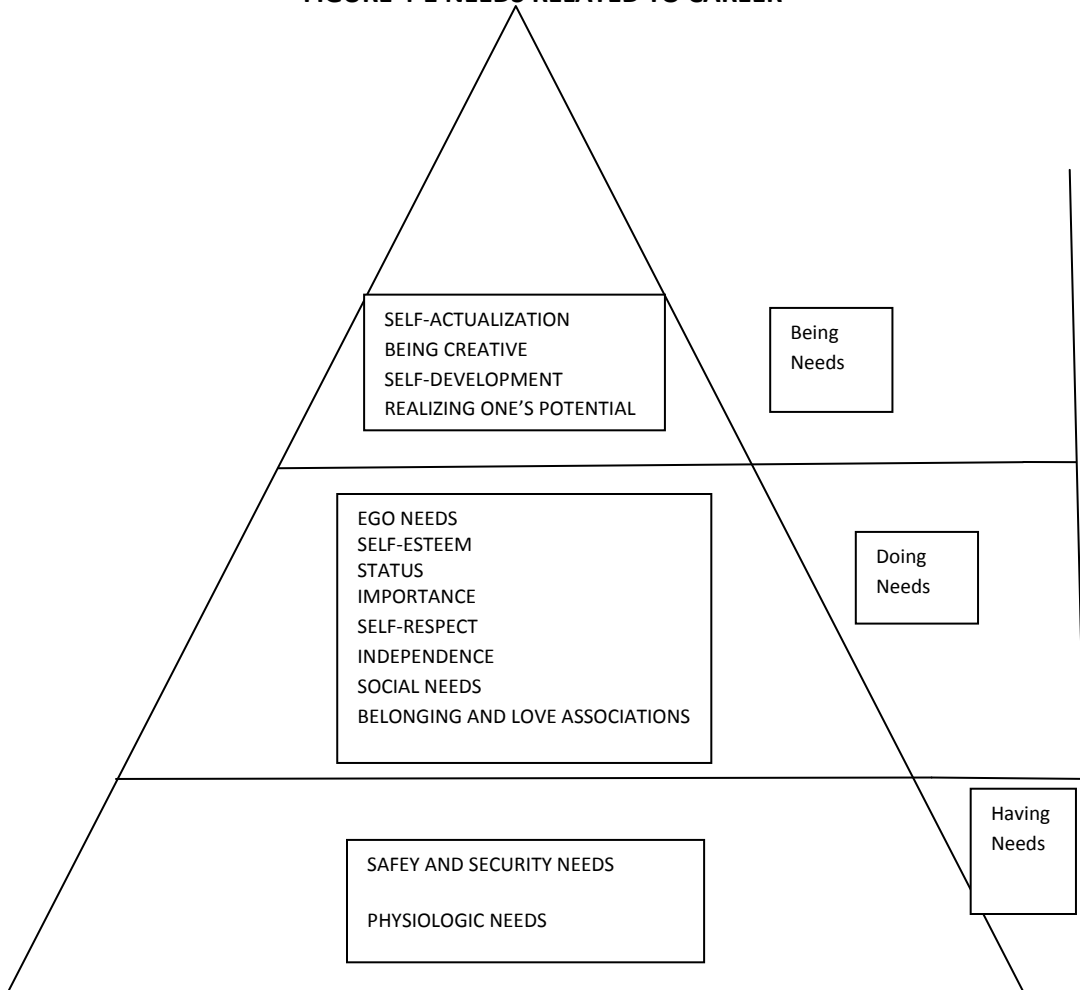 FIGURE 4-1 NEEDS RELATED TO CAREER
SELF-ACTUALIZATION
BEING CREATIVE
SELF-DEVELOPMENT
REALIZING ONE’S POTENTIAL
Being
Needs
EGO NEEDS
SELF-ESTEEM
STATUS
IMPORTANCE
SELF-RESPECT
INDEPENDENCE
SOCIAL NEEDS
BELONGING AND LOVE ASSOCIATIONS
Doing
Needs
Having
Needs
SAFEY AND SECURITY NEEDS
PHYSIOLOGIC NEEDS